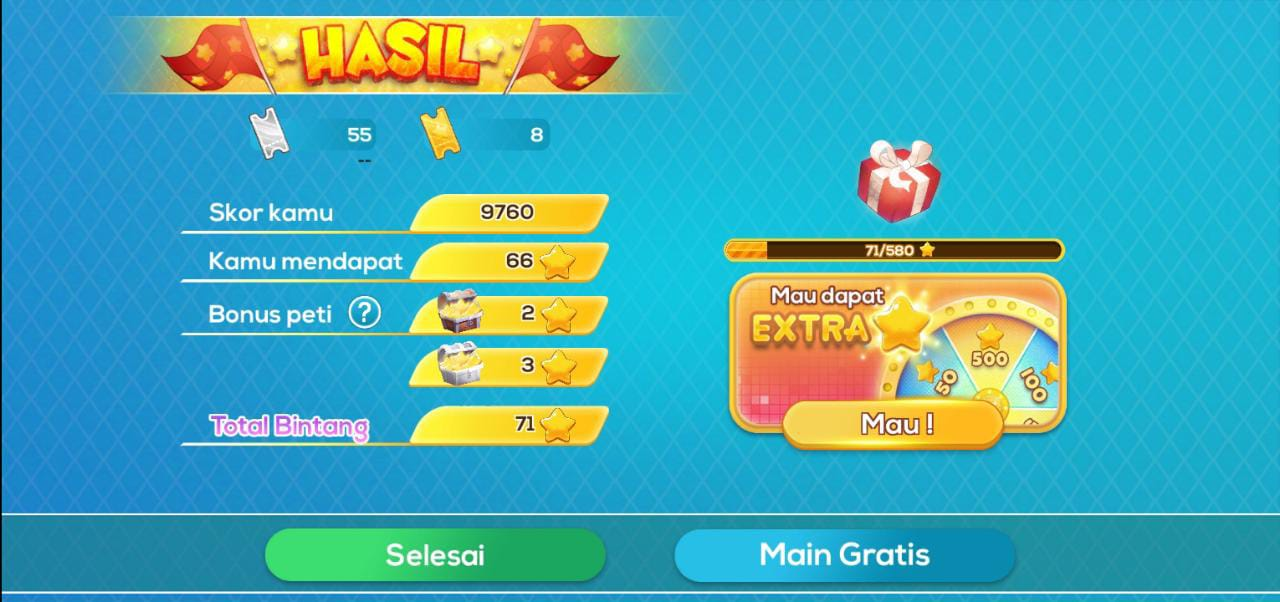 HASIL
55
8
--
Skor kamu 9760
Kamu mendapat 66
Bonus peti ? 2
3
Total Bintang 71
71/580
Mau dapat
EXTRA
50 500 100
Mau !
Selesai Main Gratis